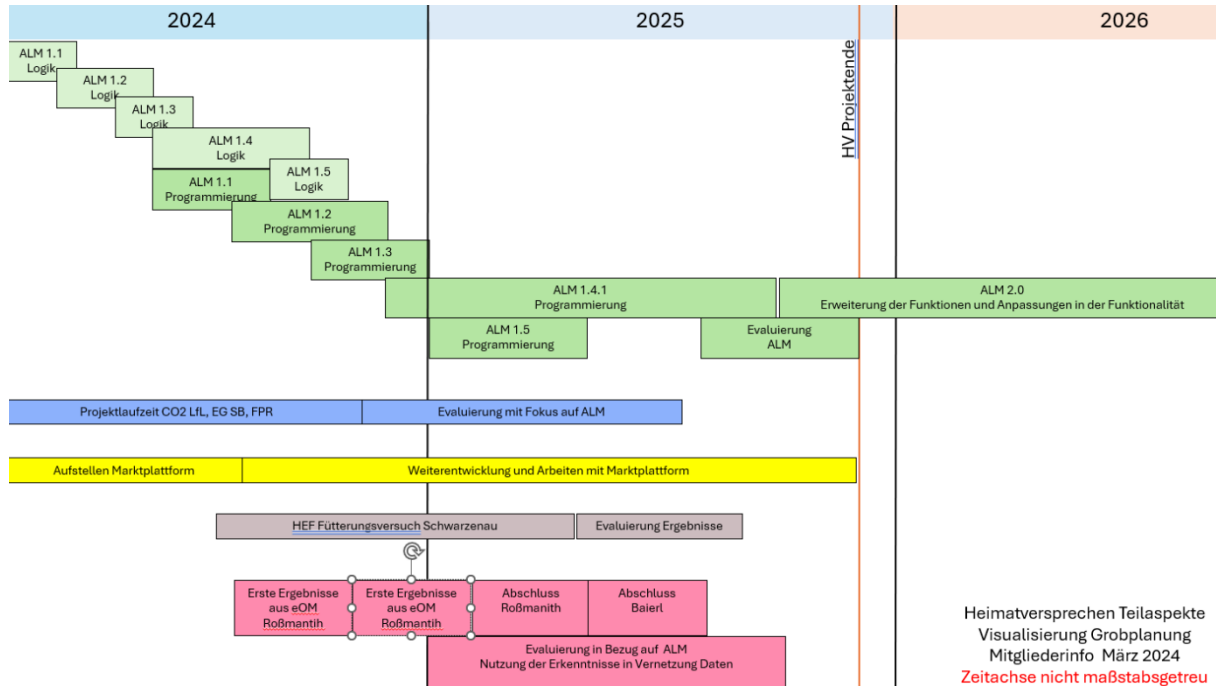 2024
2025
2026
ALM 1.1
Logik
ALM 1.2
Logik
ALM 1.3
Logik
ALM 1.4
Logik
ALM 1.5
Logik
ALM 1.1
Programmierung
ALM 1.2
Programmierung
ALM 1.3
Programmierung
HV Projektende
ALM 1.4.1
Programmierung
ALM 2.0
Erweiterung der Funktionen und Anpassungen in der Funktionalität
ALM 1.5
Programmierung
Evaluierung
ALM
Projektlaufzeit CO2 LfL, EG SB, FPR
Evaluierung mit Fokus auf ALM
Aufstellen Marktplattform
Weiterentwicklung und Arbeiten mit Marktplattform
HEF Fütterungsversuch Schwarzenau
Evaluierung Ergebnisse
Erste Ergebnisse
aus eOM
Roßmantih
Erste Ergebnisse
aus eOM
Roßmantih
Abschluss
Roßmanith
Abschluss
Baierl
Evaluierung in Bezug auf ALM
Nutzung der Erkenntnisse in Vernetzung Daten
Heimatversprechen Teilaspekte
Visualisierung Grobplanung
Mitgliederinfo März 2024
Zeitachse nicht maßstabsgetreu